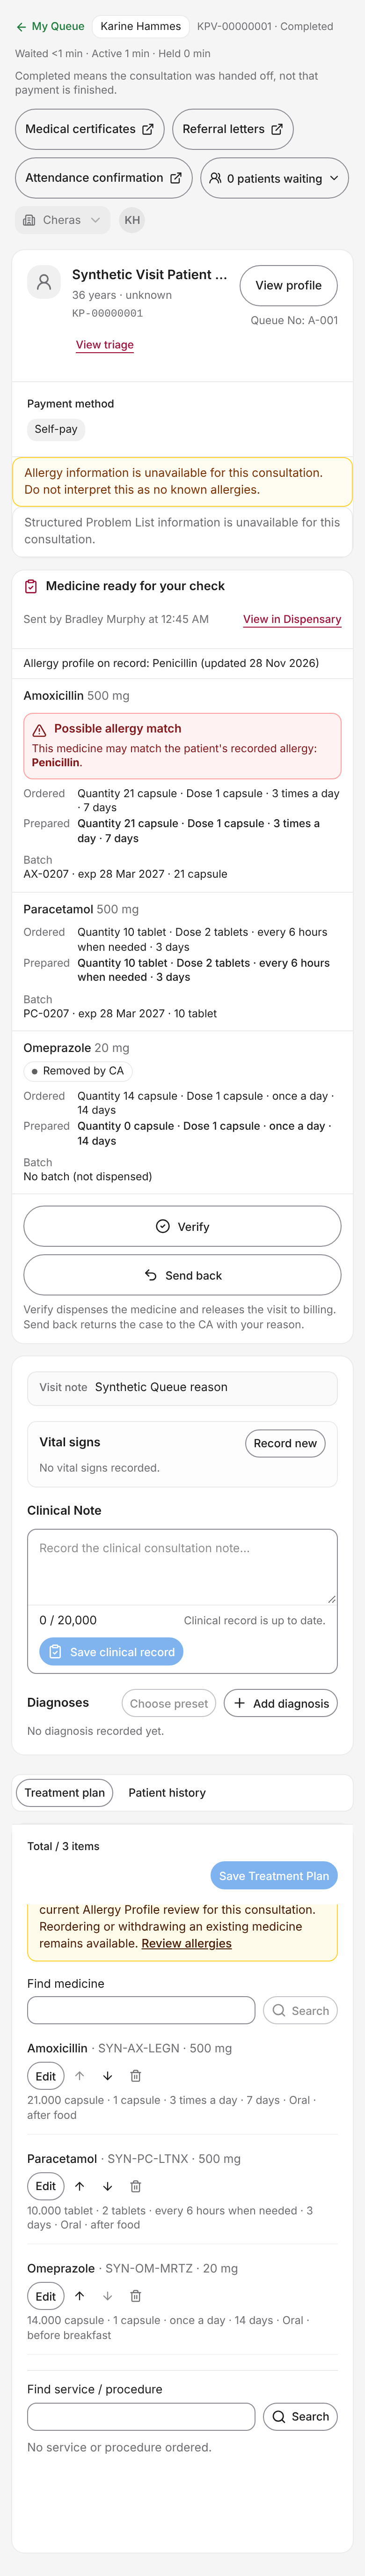 My Queue
Karine Hammes
KPV-00000001 · Completed
Waited <1 min · Active 1 min · Held 0 min
Completed means the consultation was handed off, not that
payment is finished.
Medical certificates
Referral letters
Attendance confirmation
0 patients waiting
Cheras
KH
Synthetic Visit Patient ...
View profile
36 years · unknown
KP-00000001
Queue No: A-001
View triage
Payment method
Self-pay
Allergy information is unavailable for this consultation.
Do not interpret this as no known allergies.
Structured Problem List information is unavailable for this
consultation.
Medicine ready for your check
Sent by Bradley Murphy at 12:45 AM
View in Dispensary
Allergy profile on record: Penicillin (updated 28 Nov 2026)
Amoxicillin 500 mg
Possible allergy match
This medicine may match the patient's recorded allergy:
Penicillin.
Ordered Quantity 21 capsule · Dose 1 capsule · 3 times a day
· 7 days
Prepared Quantity 21 capsule · Dose 1 capsule · 3 times a
day · 7 days
Batch
AX-0207 · exp 28 Mar 2027 · 21 capsule
Paracetamol 500 mg
Ordered Quantity 10 tablet · Dose 2 tablets · every 6 hours
when needed · 3 days
Prepared Quantity 10 tablet · Dose 2 tablets · every 6 hours
when needed · 3 days
Batch
PC-0207 · exp 28 Mar 2027 · 10 tablet
Omeprazole 20 mg
Removed by CA
Ordered Quantity 14 capsule · Dose 1 capsule · once a day ·
14 days
Prepared Quantity 0 capsule · Dose 1 capsule · once a day ·
14 days
Batch
No batch (not dispensed)
Verify
Send back
Verify dispenses the medicine and releases the visit to billing.
Send back returns the case to the CA with your reason.
Visit note Synthetic Queue reason
Vital signs
Record new
No vital signs recorded.
Clinical Note
Record the clinical consultation note...
0 / 20,000
Clinical record is up to date.
Save clinical record
Diagnoses
Choose preset
Add diagnosis
No diagnosis recorded yet.
Treatment plan
Patient history
Total / 3 items
Save Treatment Plan
current Allergy Profile review for this consultation.
Reordering or withdrawing an existing medicine
remains available. Review allergies
Find medicine
Search
Amoxicillin · SYN-AX-LEGN · 500 mg
Edit
21.000 capsule · 1 capsule · 3 times a day · 7 days · Oral ·
after food
Paracetamol · SYN-PC-LTNX · 500 mg
Edit
10.000 tablet · 2 tablets · every 6 hours when needed · 3
days · Oral · after food
Omeprazole · SYN-OM-MRTZ · 20 mg
Edit
14.000 capsule · 1 capsule · once a day · 14 days · Oral ·
before breakfast
Find service / procedure
Search
No service or procedure ordered.